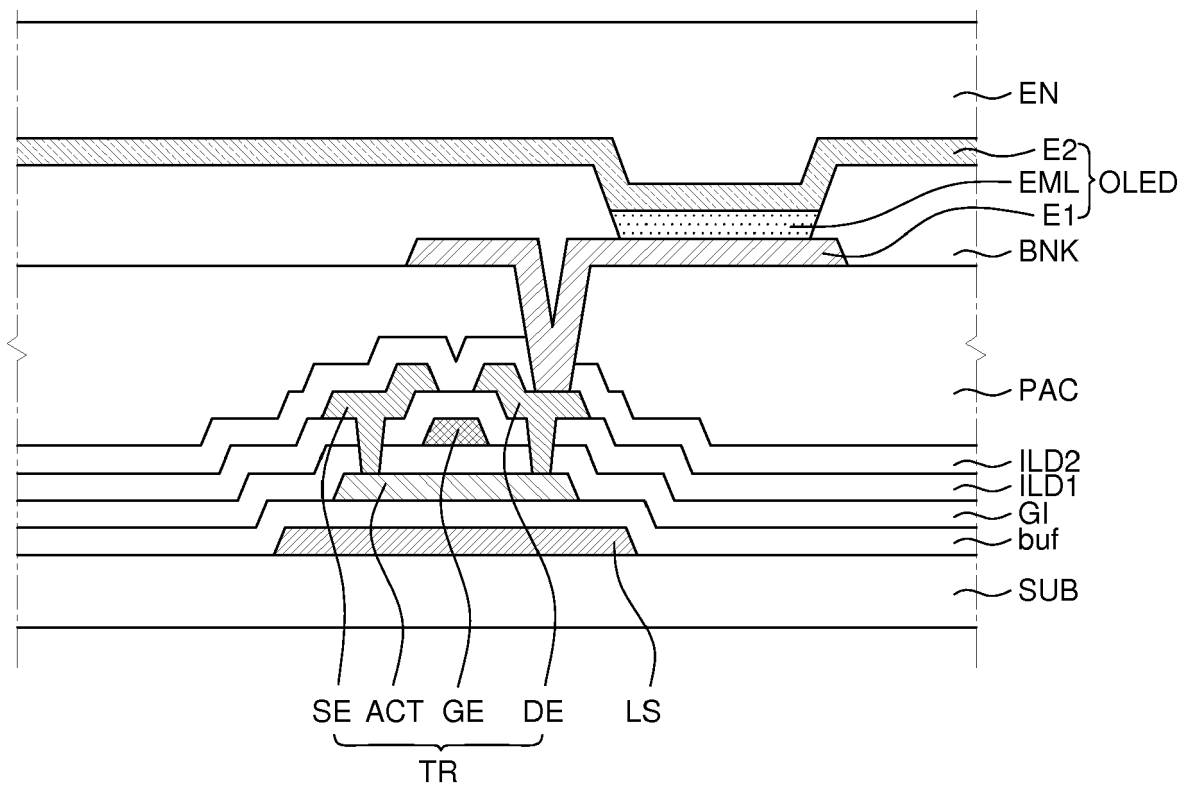 EN
E2
EML OLED
E1
BNK
PAC
ILD2
ILD1
GI
buf
SUB
SE ACT GE DE LS
TR